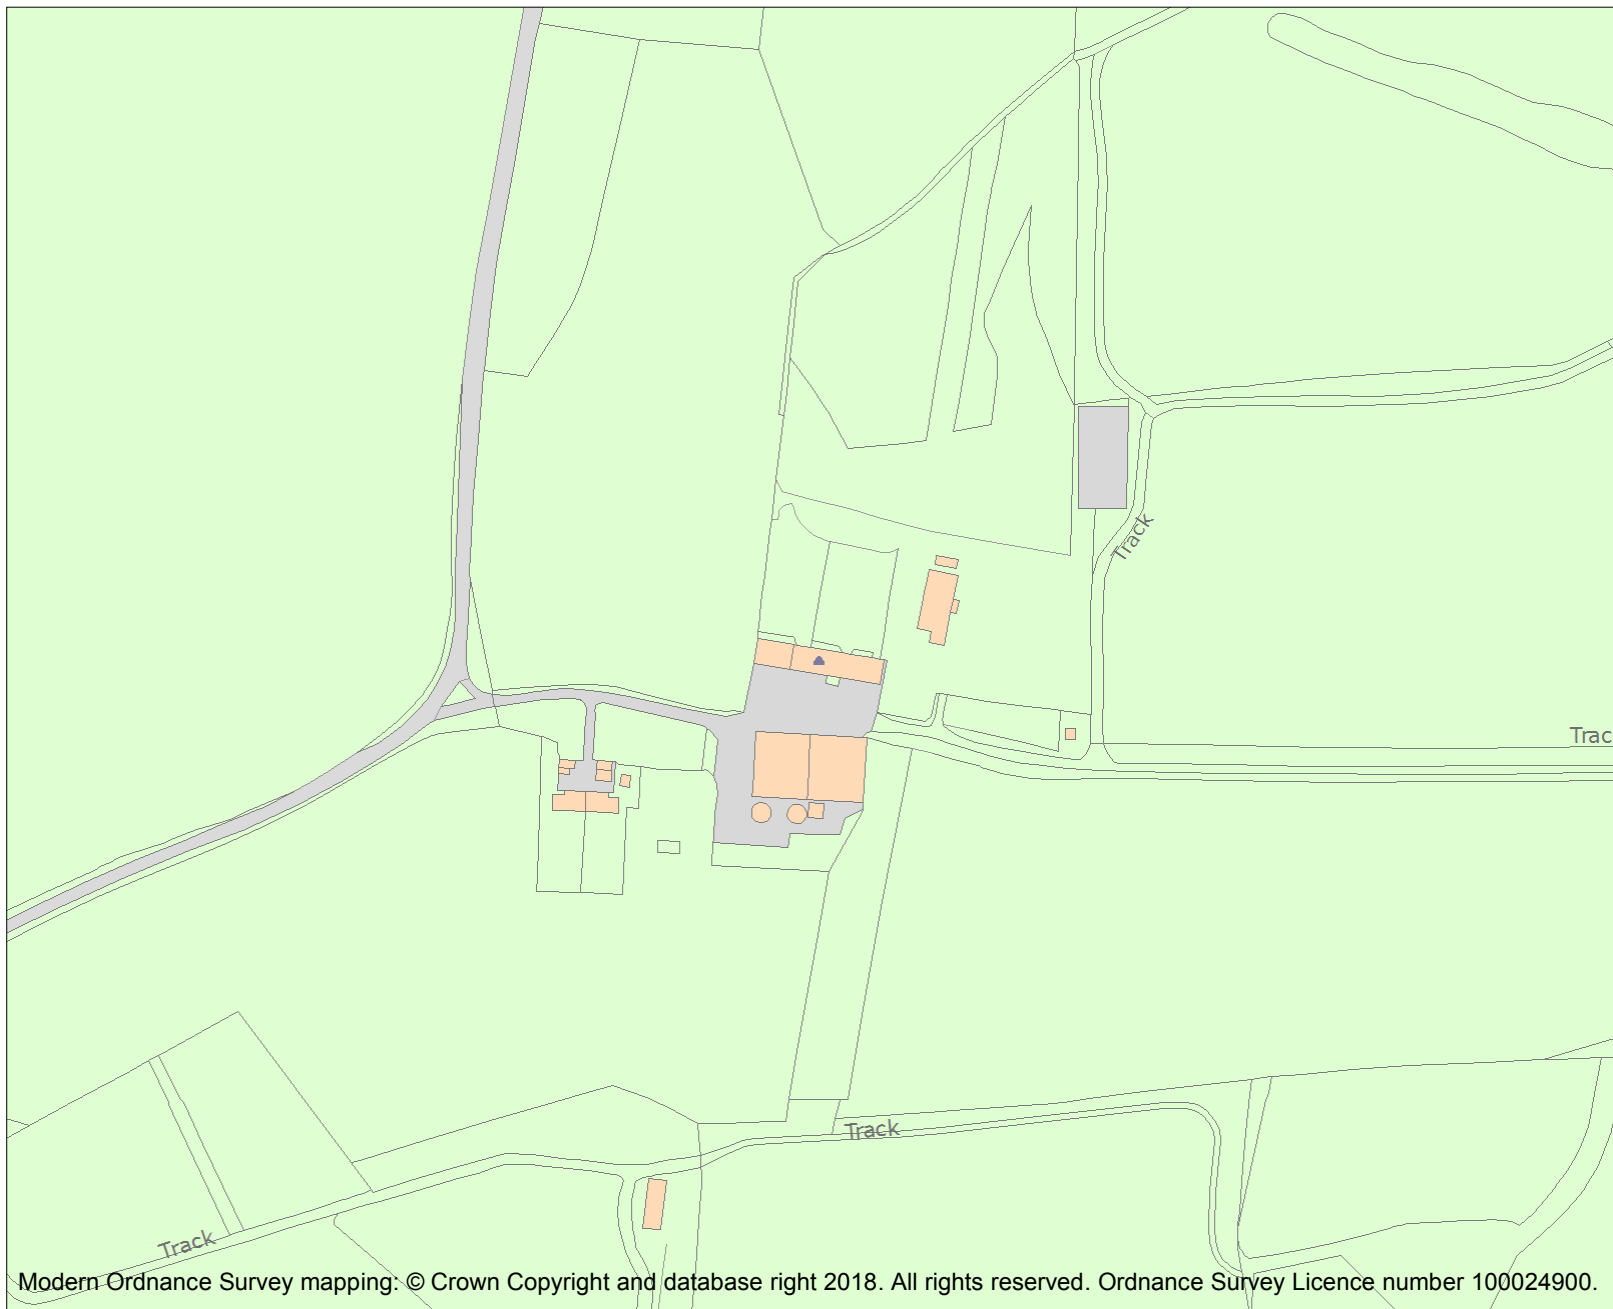 Track
Trac
Track
Track
Modern Ordnance Survey mapping: © Crown Copyright and database right 2018. All rights reserved. Ordnance Survey Licence number 100024900.